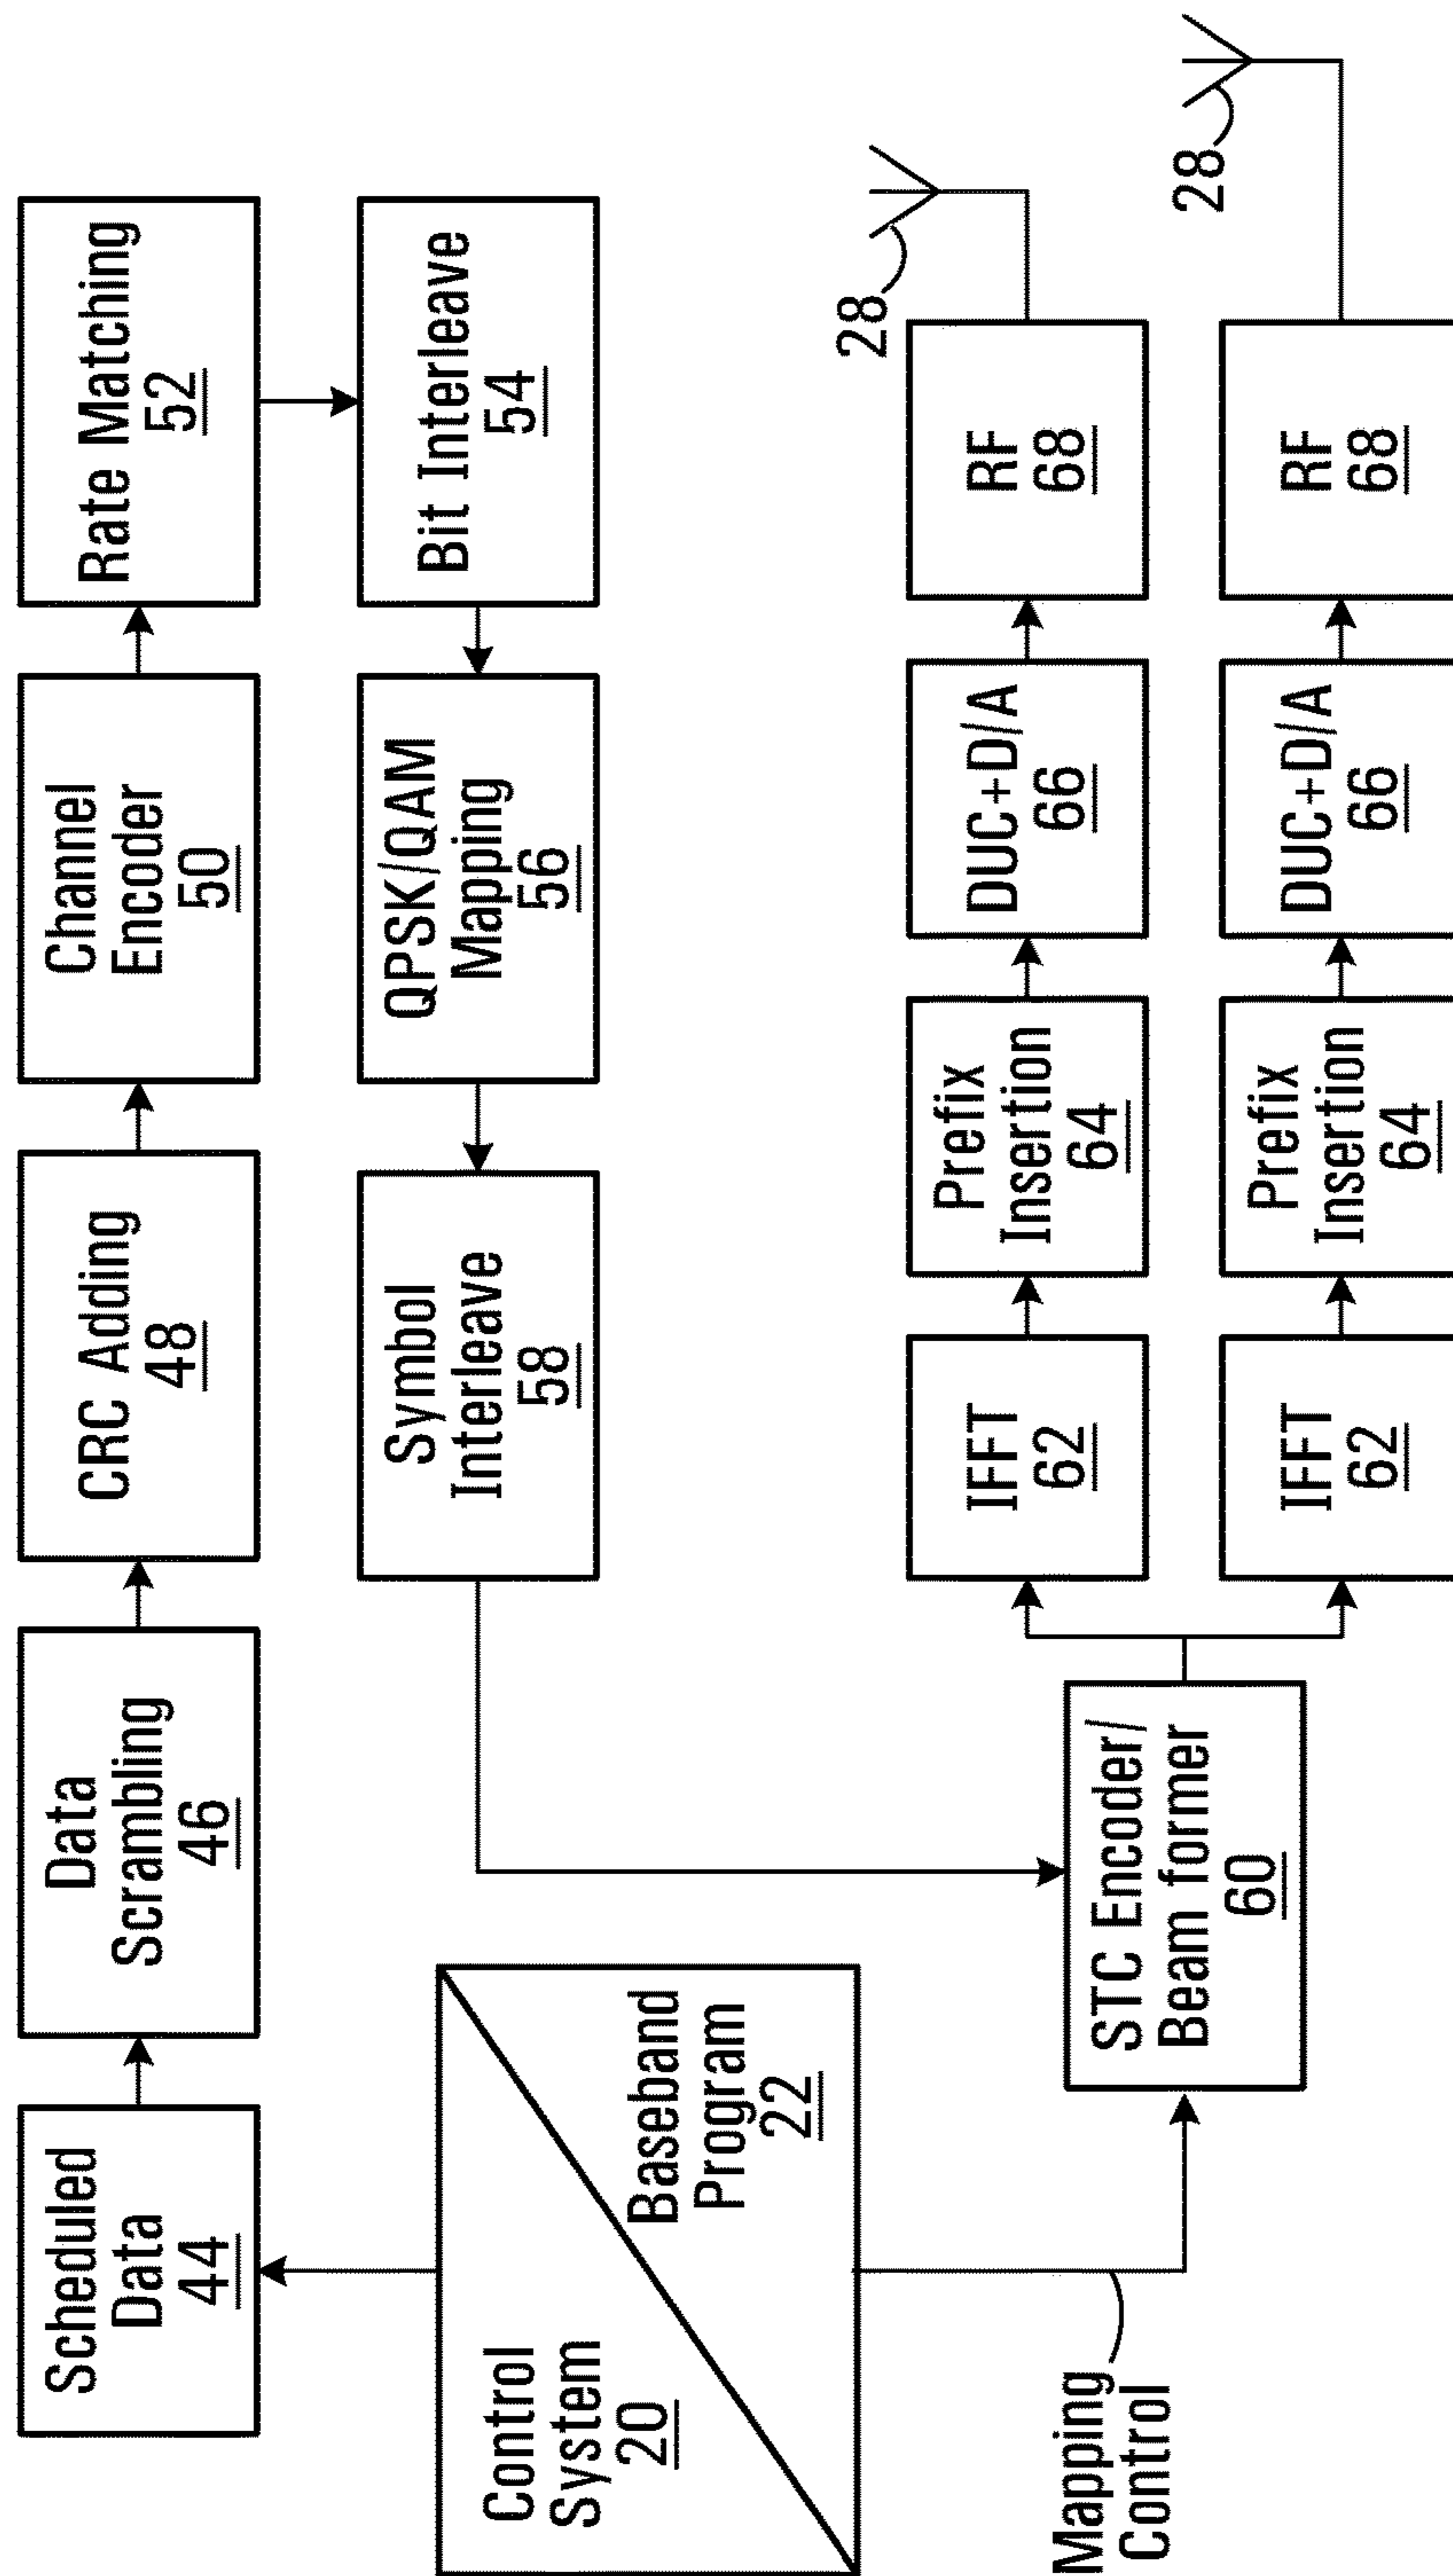 Scheduled
Data
44
Data
Scrambling
46
CRC Adding
48
Channel
Encoder
50
Rate Matching
52
Bit Interleave
54
QPSK/QAM
Mapping
56
Symbol
Interleave
58
Control
System
20
Baseband
Program
22
Mapping
Control
STC Encoder/
Beam former
60
IFFT
62
Prefix
Insertion
64
DUC+D/A
66
RF
68
28
IFFT
62
Prefix
Insertion
64
DUC+D/A
66
RF
68
28